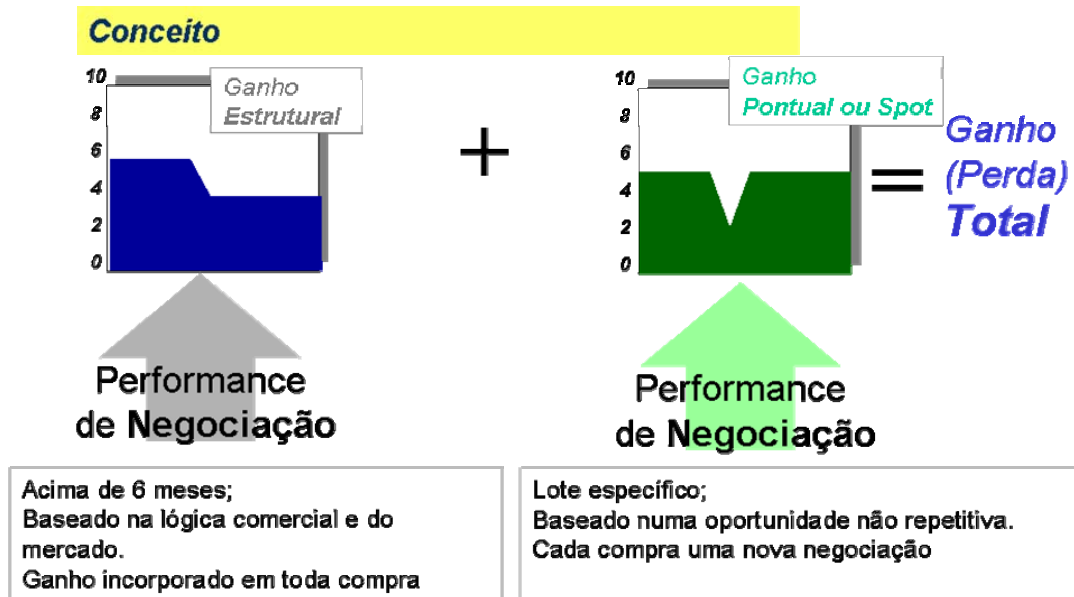 Conceito
10
8
6
4
2
0
Ganho
Estrutural
+
10
8
6
4
2
0
Ganho
Pontual ou Spot
=
Ganho
(Perda)
Total
Performance
de Negociação
Performance
de Negociação
Acima de 6 meses;
Baseado na lógica comercial e do
mercado.
Ganho incorporado em toda compra
Lote específico;
Baseado numa oportunidade não repetitiva.
Cada compra uma nova negociação